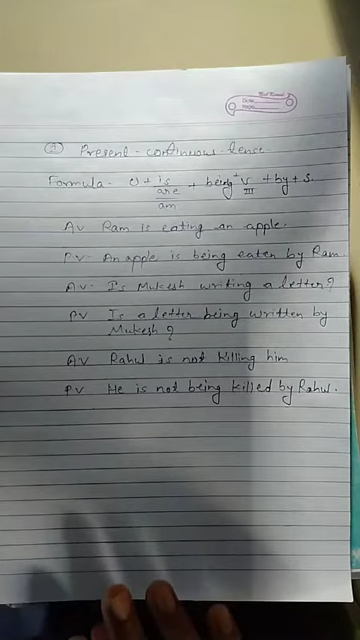 ② Present-continuous tense
Formula- O + is/are/am + being + V III + by + S.
AV Ram is eating an apple.
PV- An apple is being eaten by Ram
AV- Is Mukesh writing a letter?
PV Is a letter being written by
Mukesh?
AV Rahul is not killing him
PV He is not being killed by Rahul.